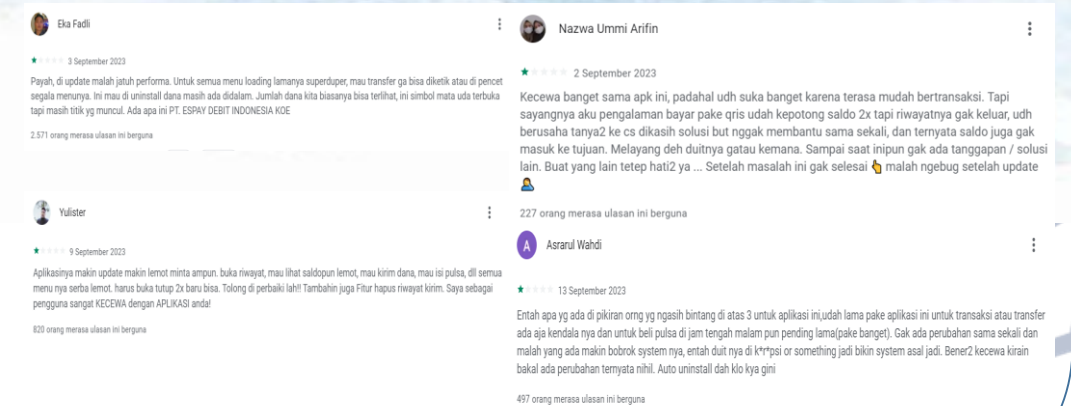 Eka Fadli
3 September 2023
Payah, di update malah jatuh performa. Untuk semua menu loading lamanya superduper, mau transfer ga bisa diketik atau di pencet
segala menunya. Ini mau di uninstall dana masih ada didalam. Jumlah dana kita biasanya bisa terlihat, ini simbol mata uda terbuka
tapi masih titik yg muncul. Ada apa ini PT. ESPAY DEBIT INDONESIA KOE
2.571 orang merasa ulasan ini berguna
Yulister
9 September 2023
Aplikasinya makin update makin lemot minta ampun. buka riwayat, mau lihat saldopun lemot, mau kirim dana, mau isi pulsa, dll semua
menu nya serba lemot. harus buka tutup 2x baru bisa. Tolong di perbaiki lah!! Tambahin juga Fitur hapus riwayat kirim. Saya sebagai
pengguna sangat KECEWA dengan APLIKASI anda!
820 orang merasa ulasan ini berguna
Nazwa Ummi Arifin
2 September 2023
Kecewa banget sama apk ini, padahal udh suka banget karena terasa mudah bertransaksi. Tapi
sayangnya aku pengalaman bayar pake qris udah kepotong saldo 2x tapi riwayatnya gak keluar, udh
berusaha tanya2 ke cs dikasih solusi but nggak membantu sama sekali, dan ternyata saldo juga gak
masuk ke tujuan. Melayang deh duitnya gatau kemana. Sampai saat inipun gak ada tanggapan / solusi
lain. Buat yang lain tetep hati2 ya ... Setelah masalah ini gak selesai 👆 malah ngebug setelah update
🤦
227 orang merasa ulasan ini berguna
A
Asrarul Wahdi
13 September 2023
Entah apa yg ada di pikiran orng yg ngasih bintang di atas 3 untuk aplikasi ini,udah lama pake aplikasi ini untuk transaksi atau transfer
ada aja kendala nya dan untuk beli pulsa di jam tengah malam pun pending lama(pake banget). Gak ada perubahan sama sekali dan
malah yang ada makin bobrok system nya, entah duit nya di k*r*psi or something jadi bikin system asal jadi. Bener2 kecewa kirain
bakal ada perubahan ternyata nihil. Auto uninstall dah klo kya gini
497 orang merasa ulasan ini berguna